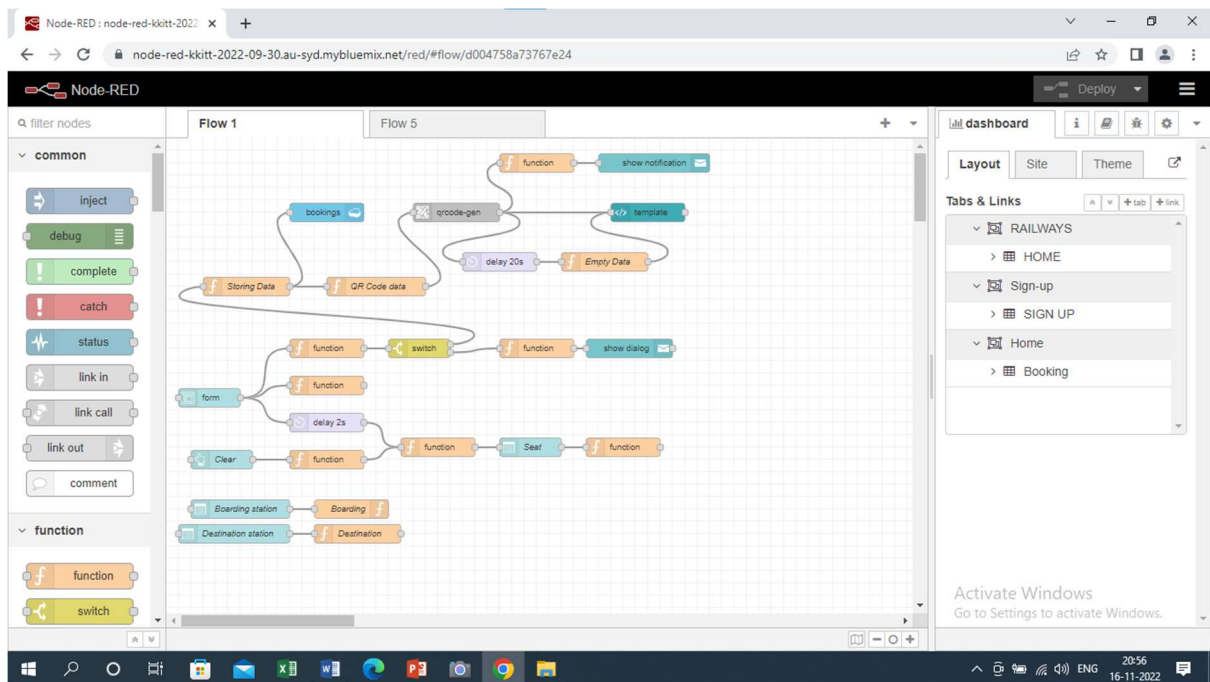 Node-RED : node-red-kkitt-2022
node-red-kkitt-2022-09-30.au-syd.mybluemix.net/red/#flow/d004758a73767e24
Node-RED
Deploy
filter nodes
Flow 1
Flow 5
dashboard
common
inject
debug
complete
catch
status
link in
link call
link out
comment
function
function
switch
function
show notification
bookings
qrcode-gen
</> template
delay 20s
Empty Data
Storing Data
QR Code data
function
switch
function
show dialog
form
function
delay 2s
function
Seat
function
Clear
function
Boarding station
Boarding
Destination station
Destination
Layout
Site
Theme
Tabs & Links
+ tab
+ link
RAILWAYS
HOME
Sign-up
SIGN UP
Home
Booking
Activate Windows
Go to Settings to activate Windows.
ENG
20:56
16-11-2022